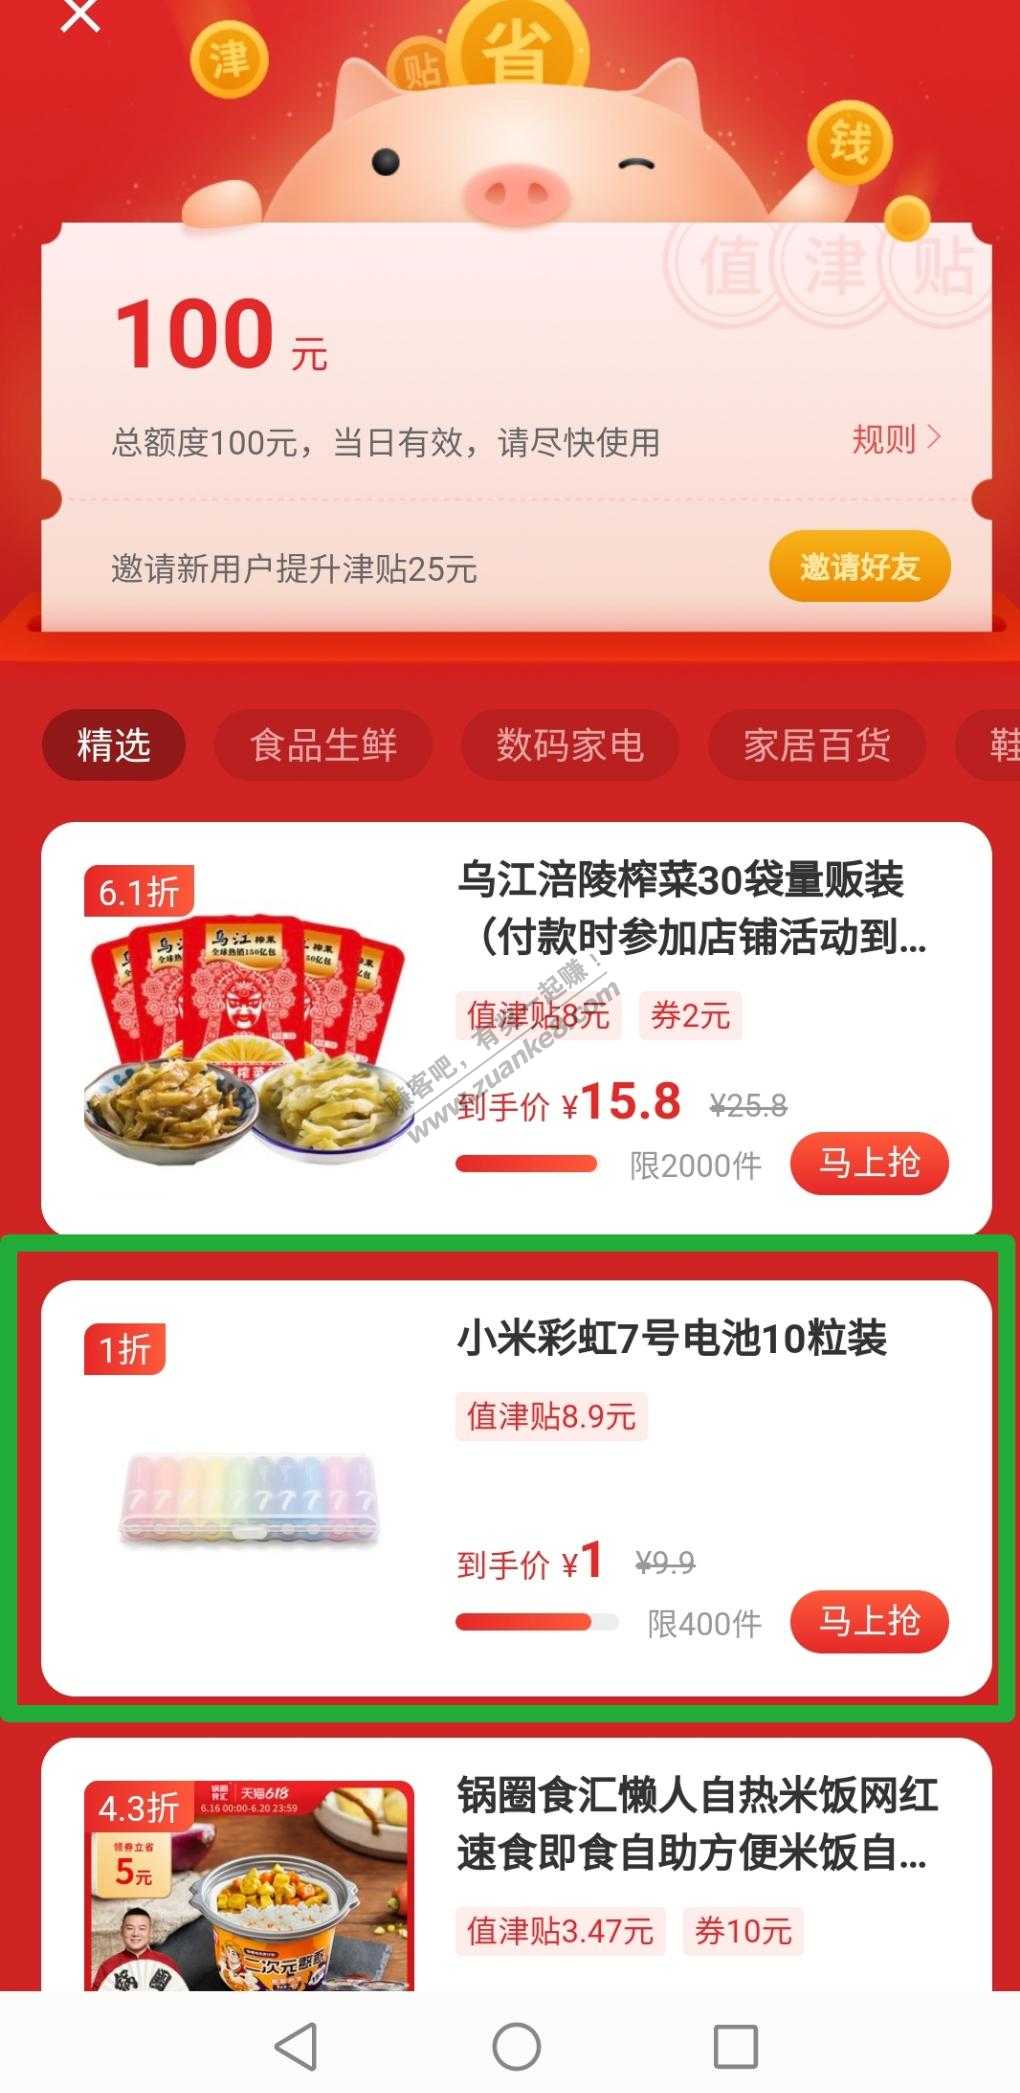 津
贴
省
钱
值津贴
100 元
总额度100元，当日有效，请尽快使用
规则
邀请新用户提升津贴25元
邀请好友
精选
食品生鲜
数码家电
家居百货
鞋
6.1折
乌江涪陵榨菜30袋量贩装
（付款时参加店铺活动到...
乌江 榨菜
全球热销150亿包
值津贴8元
券2元
赚客吧，有奖一起赚！
www.zuanke8.com
到手价 ¥15.8 ¥25.8
限2000件
马上抢
1折
小米彩虹7号电池10粒装
值津贴8.9元
到手价 ¥1 ¥9.9
限400件
马上抢
4.3折
锅圈食汇 天猫618
6.16 00:00-6.20 23:59
领券立省
5元
锅圈食汇懒人自热米饭网红
速食即食自助方便米饭自...
值津贴3.47元
券10元
锅圈